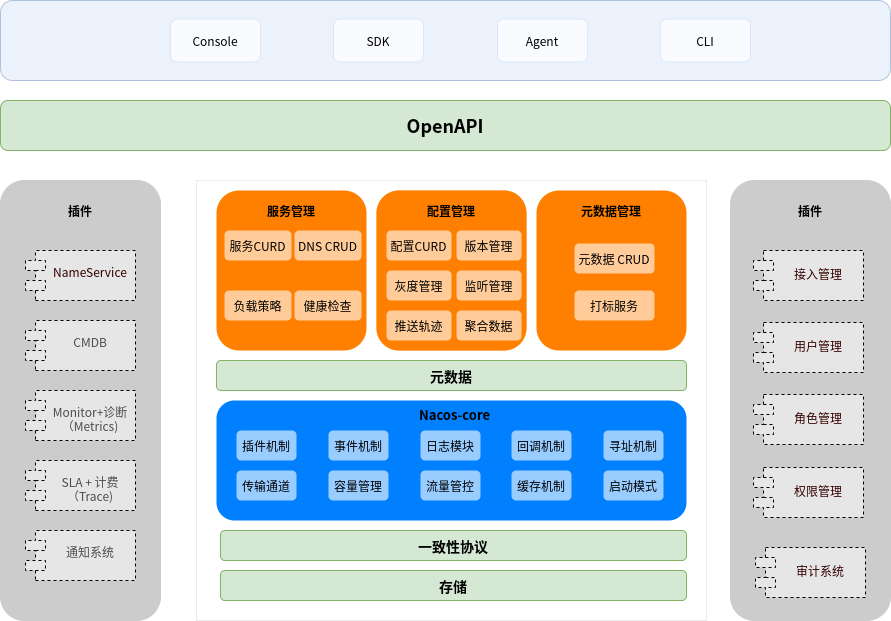 Console
SDK
Agent
CLI
OpenAPI
插件
NameService
CMDB
Monitor+诊断
（Metrics)
SLA + 计费
（Trace)
通知系统
服务管理
服务CURD
DNS CRUD
负载策略
健康检查
配置管理
配置CURD
版本管理
灰度管理
监听管理
推送轨迹
聚合数据
元数据管理
元数据 CRUD
打标服务
元数据
Nacos-core
插件机制
事件机制
日志模块
回调机制
寻址机制
传输通道
容量管理
流量管控
缓存机制
启动模式
一致性协议
存储
插件
接入管理
用户管理
角色管理
权限管理
审计系统